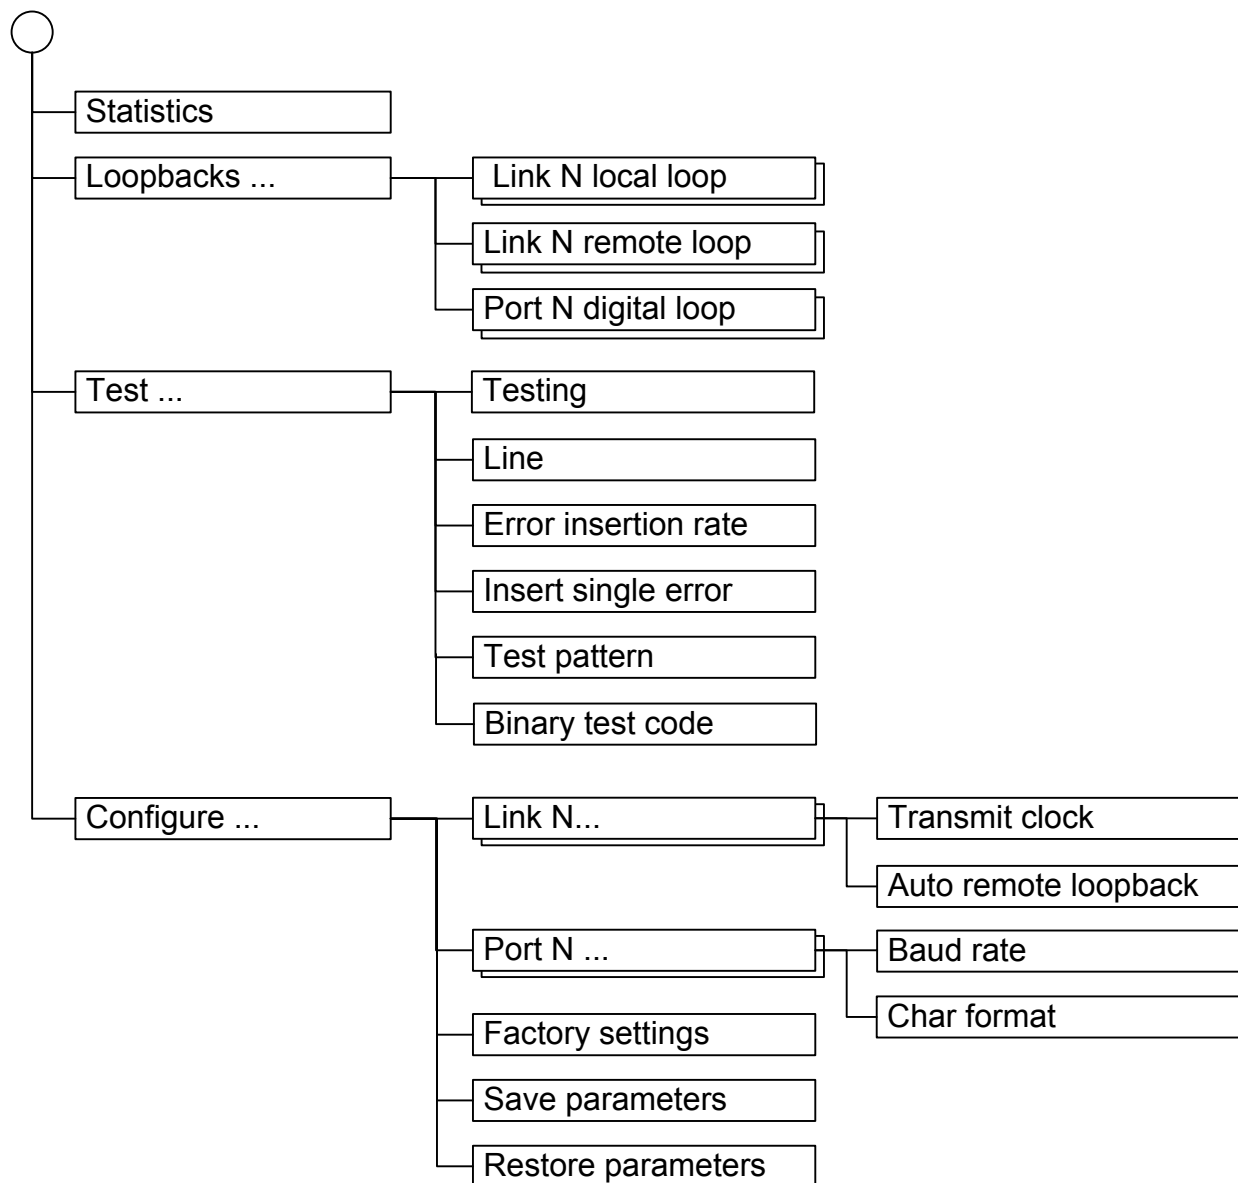 Statistics
Loopbacks ...
Link N local loop
Link N remote loop
Port N digital loop
Test ...
Testing
Line
Error insertion rate
Insert single error
Test pattern
Binary test code
Configure ...
Link N...
Transmit clock
Auto remote loopback
Port N ...
Baud rate
Char format
Factory settings
Save parameters
Restore parameters